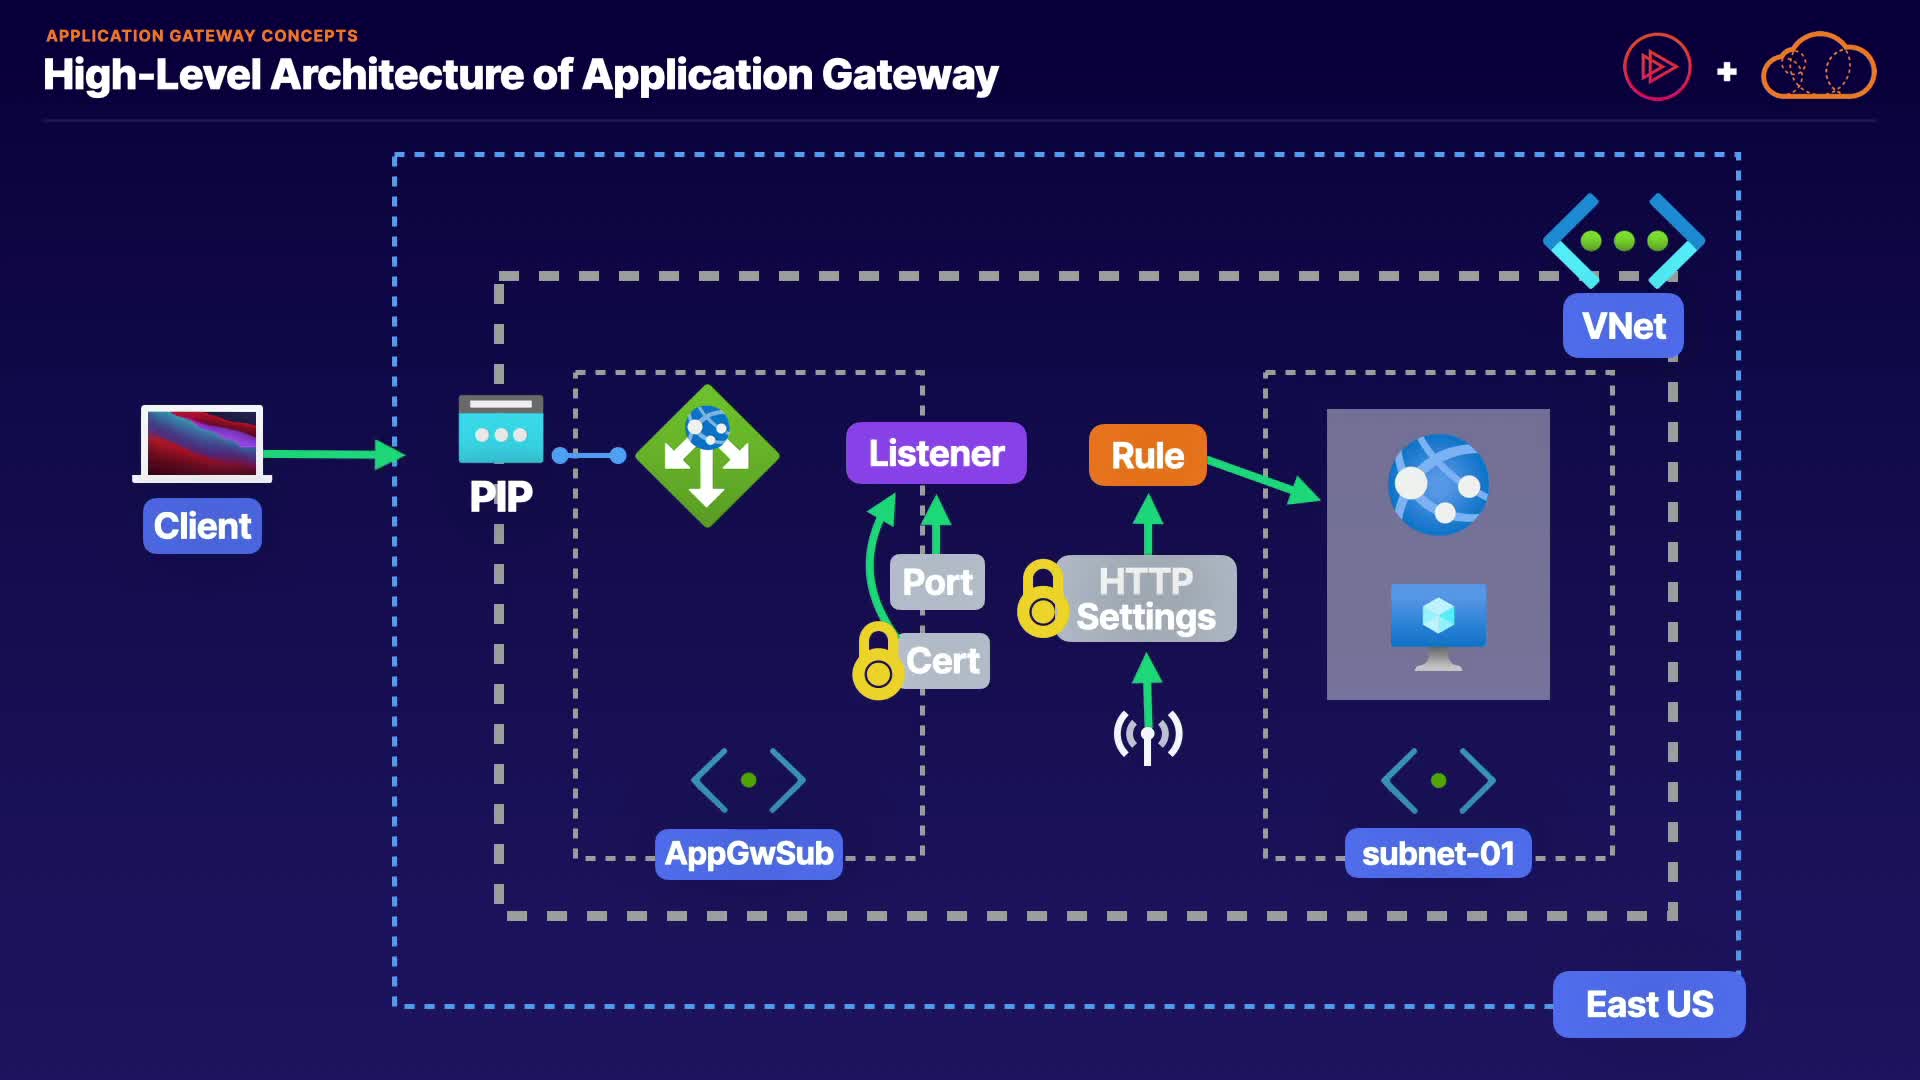 APPLICATION GATEWAY CONCEPTS
High-Level Architecture of Application Gateway
VNet
Client
PIP
Listener
Rule
Port
HTTP
Settings
Cert
AppGwSub
subnet-01
East US